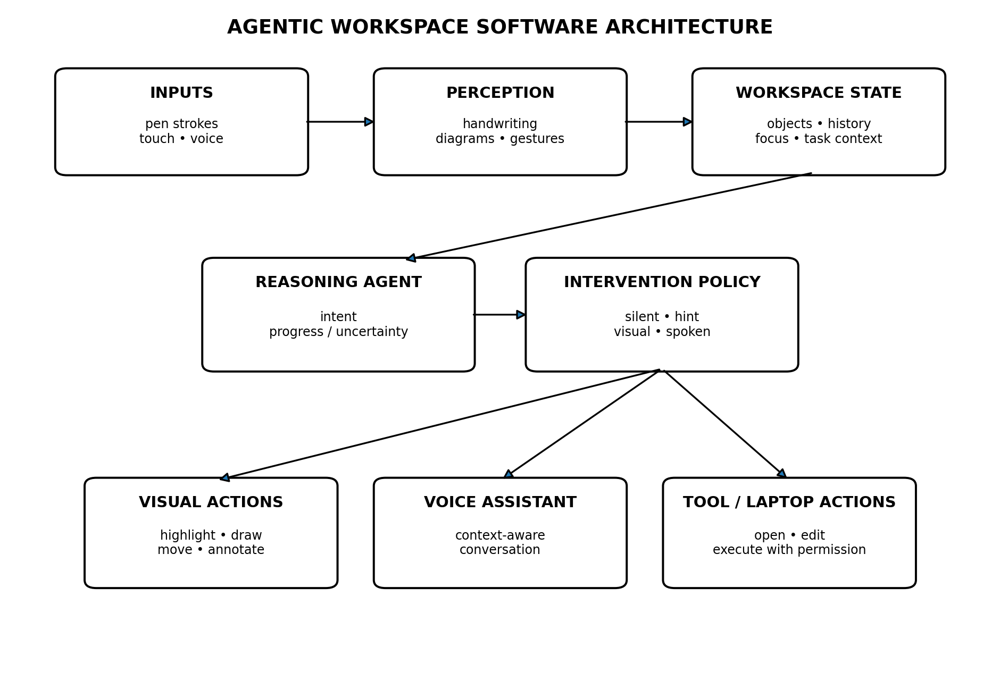 AGENTIC WORKSPACE SOFTWARE ARCHITECTURE
INPUTS
pen strokes
touch • voice
PERCEPTION
handwriting
diagrams • gestures
WORKSPACE STATE
objects • history
focus • task context
REASONING AGENT
intent
progress / uncertainty
INTERVENTION POLICY
silent • hint
visual • spoken
VISUAL ACTIONS
highlight • draw
move • annotate
VOICE ASSISTANT
context-aware
conversation
TOOL / LAPTOP ACTIONS
open • edit
execute with permission